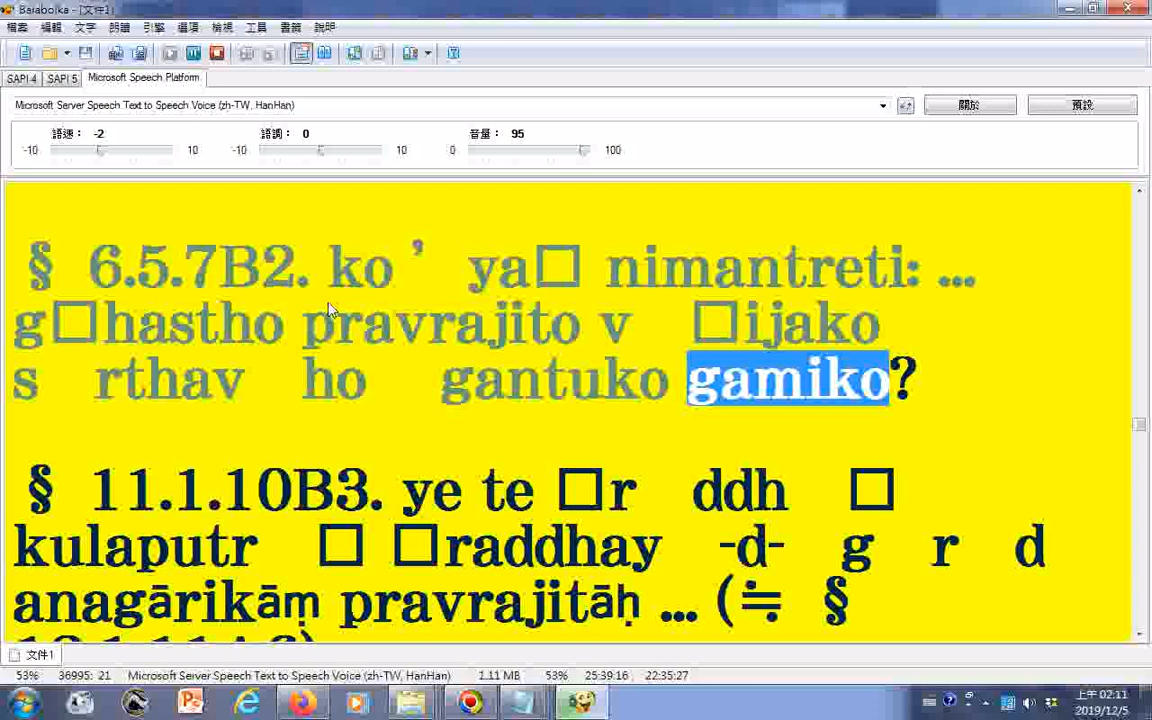 Balabolka - [文件1]
檔案 編輯 文字 朗讀 引擎 選項 檢視 工具 書籤 說明
SAPI 4 SAPI 5 Microsoft Speech Platform
Microsoft Server Speech Text to Speech Voice (zh-TW, HanHan) 關於 預設
語速： -2 語調： 0 音量： 95
-10 10 -10 10 0 100
§ 6.5.7B2. ko ’ ya□ nimantreti: ...
g□hastho pravrajito v □ijako
s rthav ho gantuko gamiko?
§ 11.1.10B3. ye te □r ddh □
kulaputr □ □raddhay -d- g r d
anagārikāṃ pravrajitāḥ ... (≒ §
文件1
53% 36995: 21 Microsoft Server Speech Text to Speech Voice (zh-TW, HanHan) 1.11 MB 53% 25:39:16 22:35:27
上午 02:11
2019/12/5